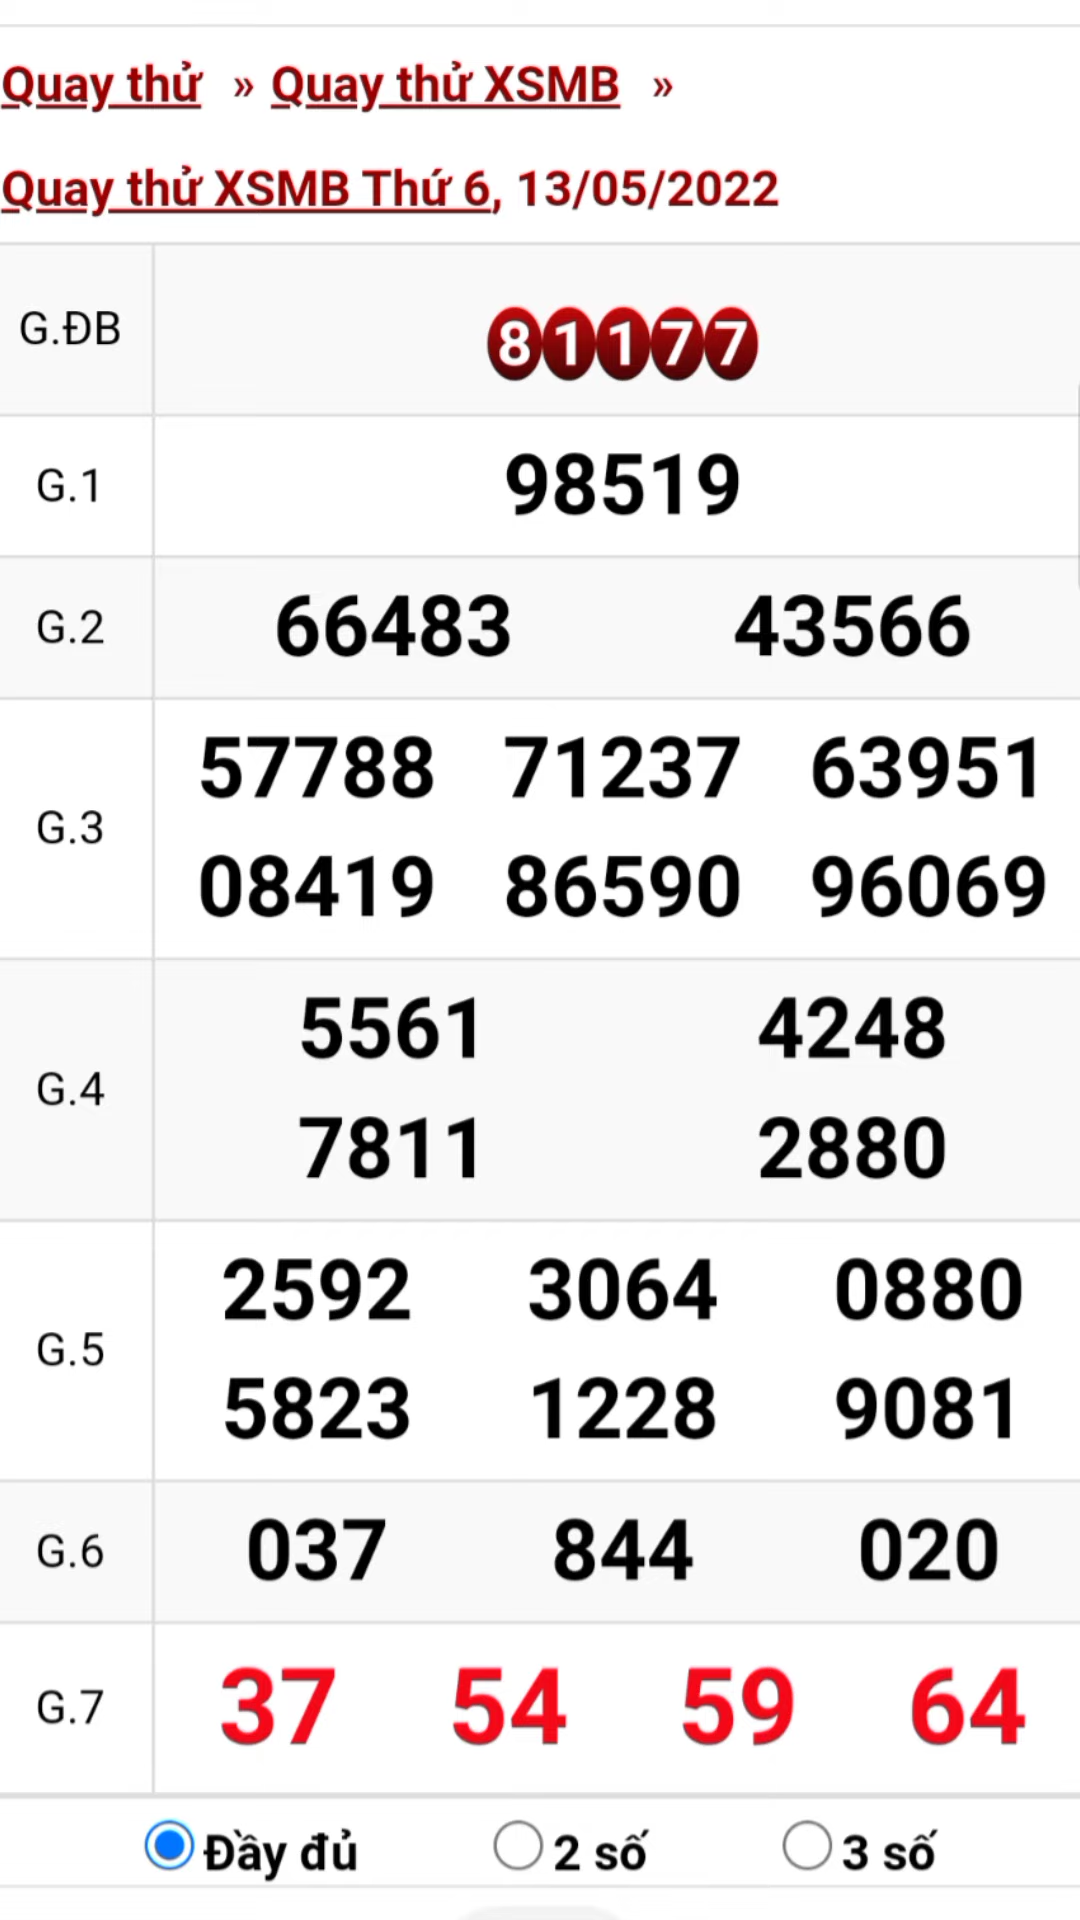 Quay thử » Quay thử XSMB »
Quay thử XSMB Thứ 6, 13/05/2022
G.ĐB 81177
G.1 98519
G.2 66483 43566
G.3 57788 71237 63951
08419 86590 96069
G.4 5561 4248
7811 2880
G.5 2592 3064 0880
5823 1228 9081
G.6 037 844 020
G.7 37 54 59 64
Đầy đủ 2 số 3 số